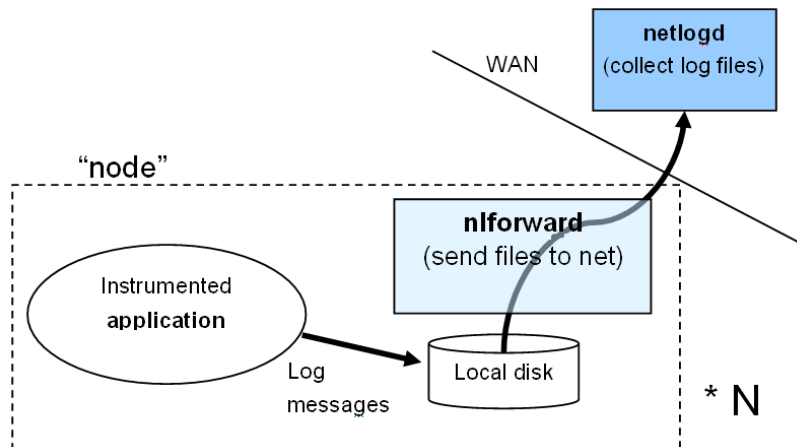 netlogd
(collect log files)
WAN
“node”
nlforward
(send files to net)
Instrumented
application
Local disk
Log
messages
* N